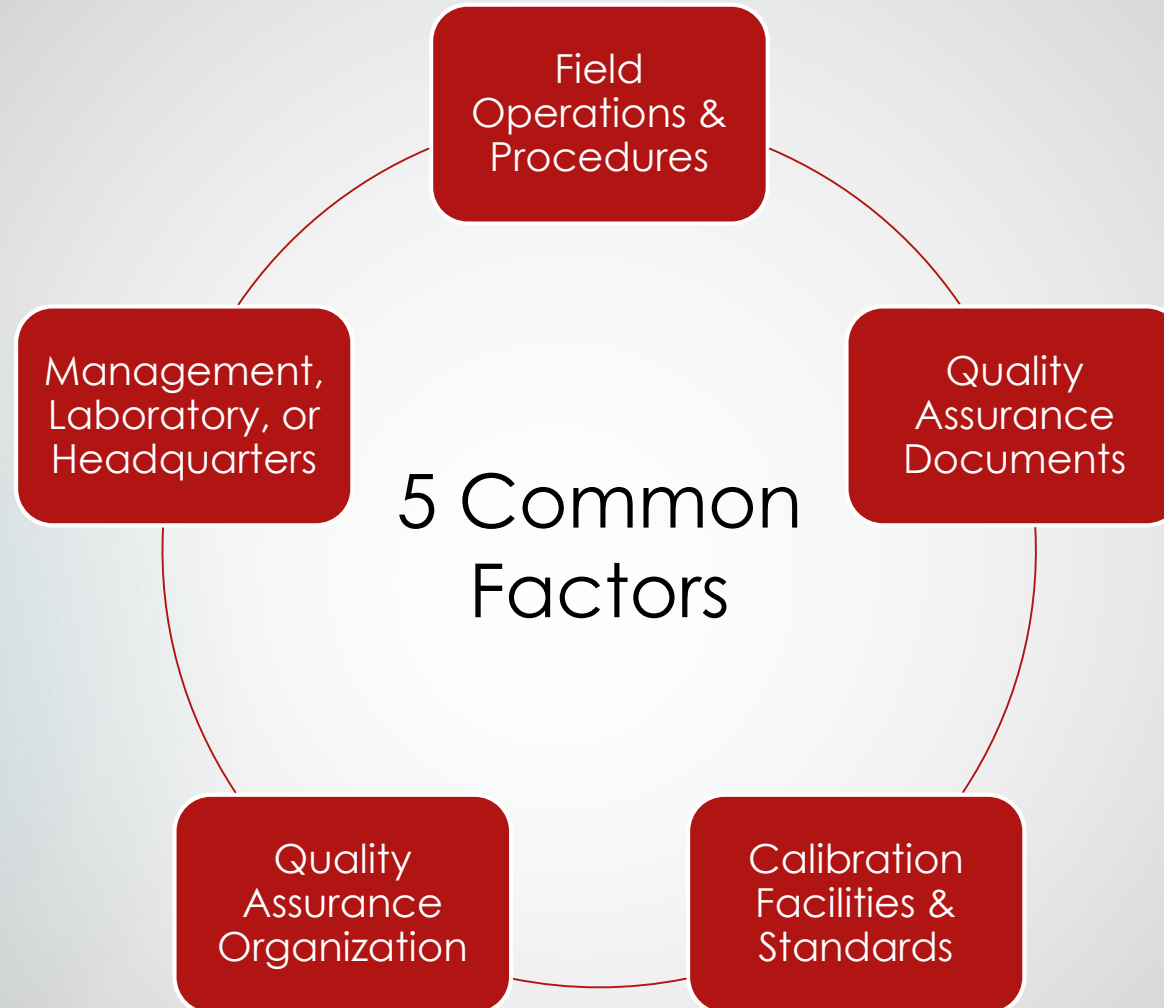 Field
Operations &
Procedures
Management,
Laboratory, or
Headquarters
Quality
Assurance
Documents
5 Common
Factors
Quality
Assurance
Organization
Calibration
Facilities &
Standards